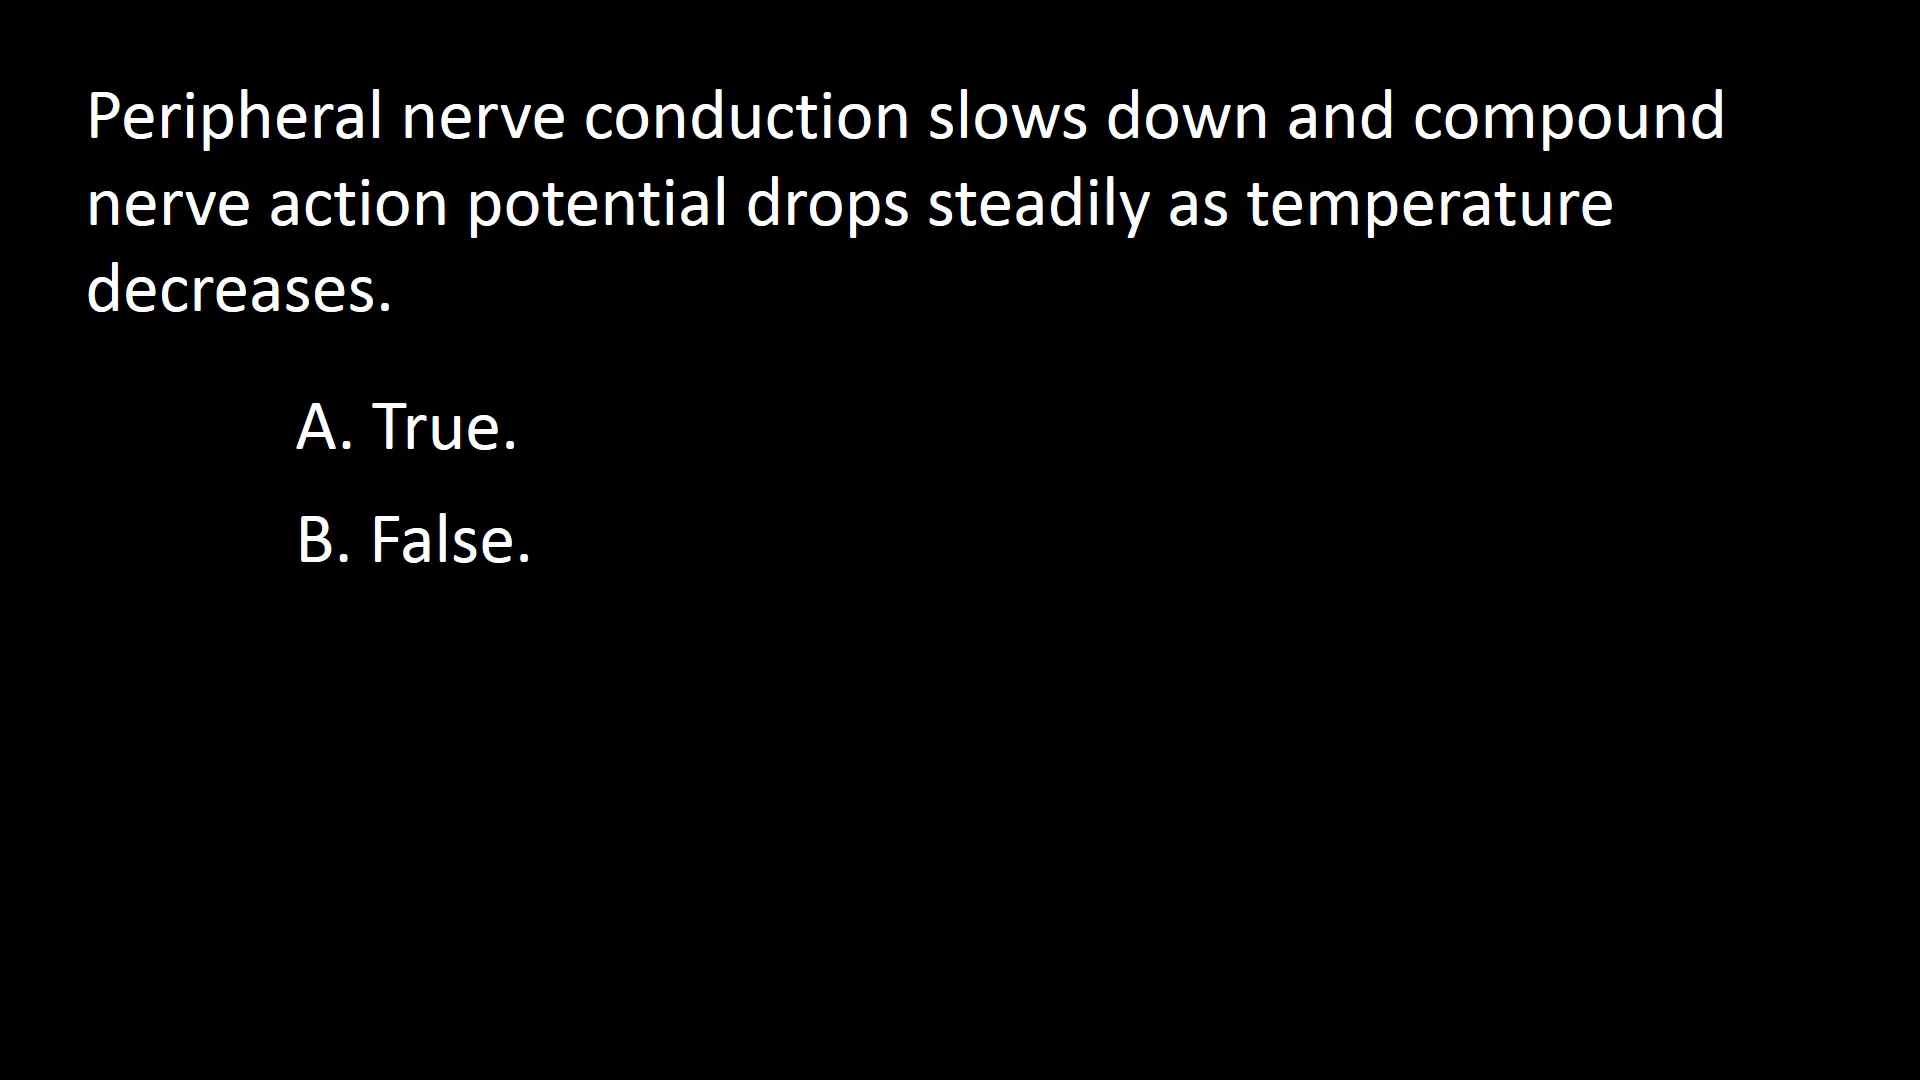 Peripheral nerve conduction slows down and compound
nerve action potential drops steadily as temperature
decreases.
A. True.
B. False.